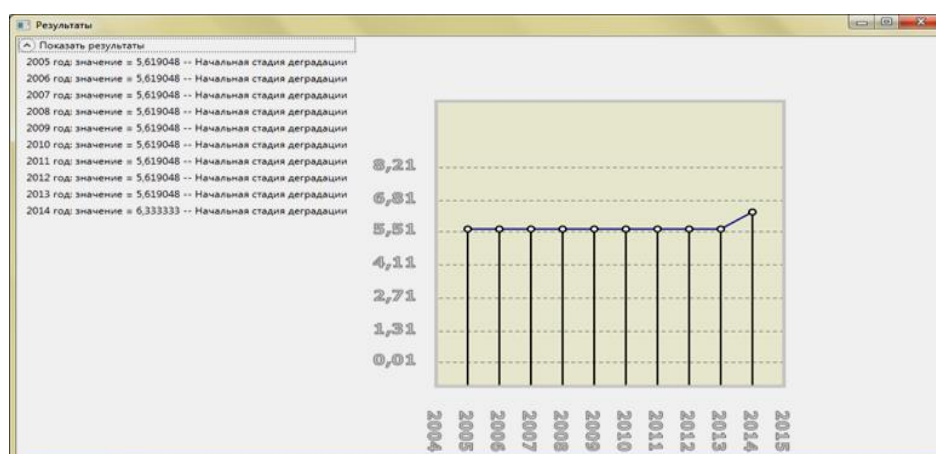 Результаты
Показать результаты
2005 год: значение = 5,619048 -- Начальная стадия деградации
2006 год: значение = 5,619048 -- Начальная стадия деградации
2007 год: значение = 5,619048 -- Начальная стадия деградации
2008 год: значение = 5,619048 -- Начальная стадия деградации
2009 год: значение = 5,619048 -- Начальная стадия деградации
2010 год: значение = 5,619048 -- Начальная стадия деградации
2011 год: значение = 5,619048 -- Начальная стадия деградации
2012 год: значение = 5,619048 -- Начальная стадия деградации
2013 год: значение = 5,619048 -- Начальная стадия деградации
2014 год: значение = 6,333333 -- Начальная стадия деградации
8,21
6,81
5,51
4,11
2,71
1,31
0,01
2004
2005
2006
2007
2008
2009
2010
2011
2012
2013
2014
2015